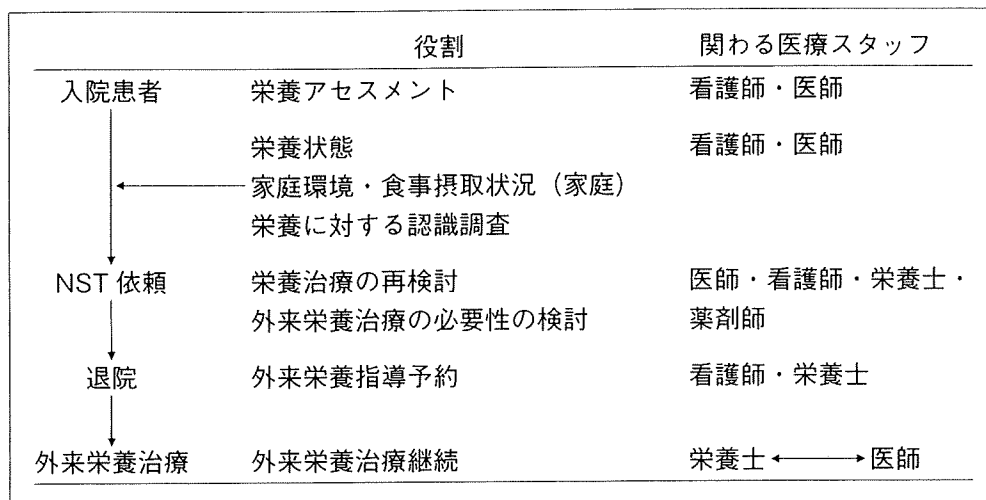 役割 関わる医療スタッフ
入院患者 栄養アセスメント 看護師・医師
栄養状態 看護師・医師
家庭環境・食事摂取状況（家庭）
栄養に対する認識調査
NST 依頼 栄養治療の再検討 医師・看護師・栄養士・
外来栄養治療の必要性の検討 薬剤師
退院 外来栄養指導予約 看護師・栄養士
外来栄養治療 外来栄養治療継続 栄養士 医師